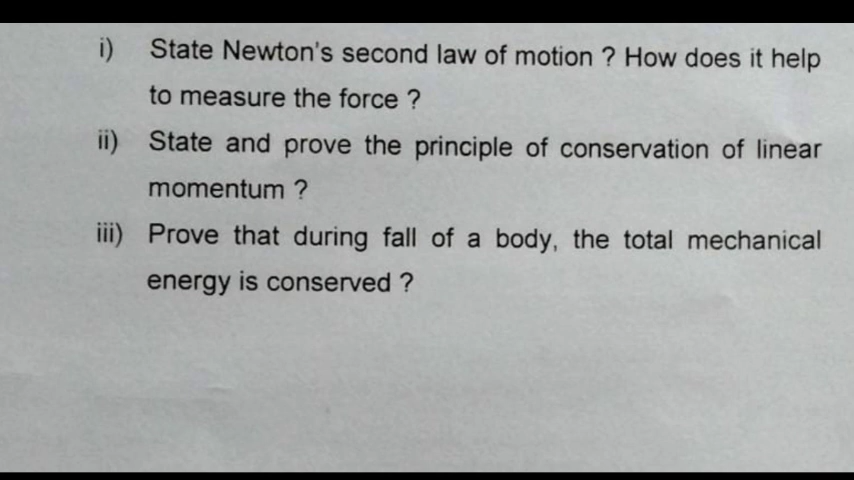 i) State Newton's second law of motion ? How does it help
to measure the force ?
ii) State and prove the principle of conservation of linear
momentum ?
iii) Prove that during fall of a body, the total mechanical
energy is conserved ?